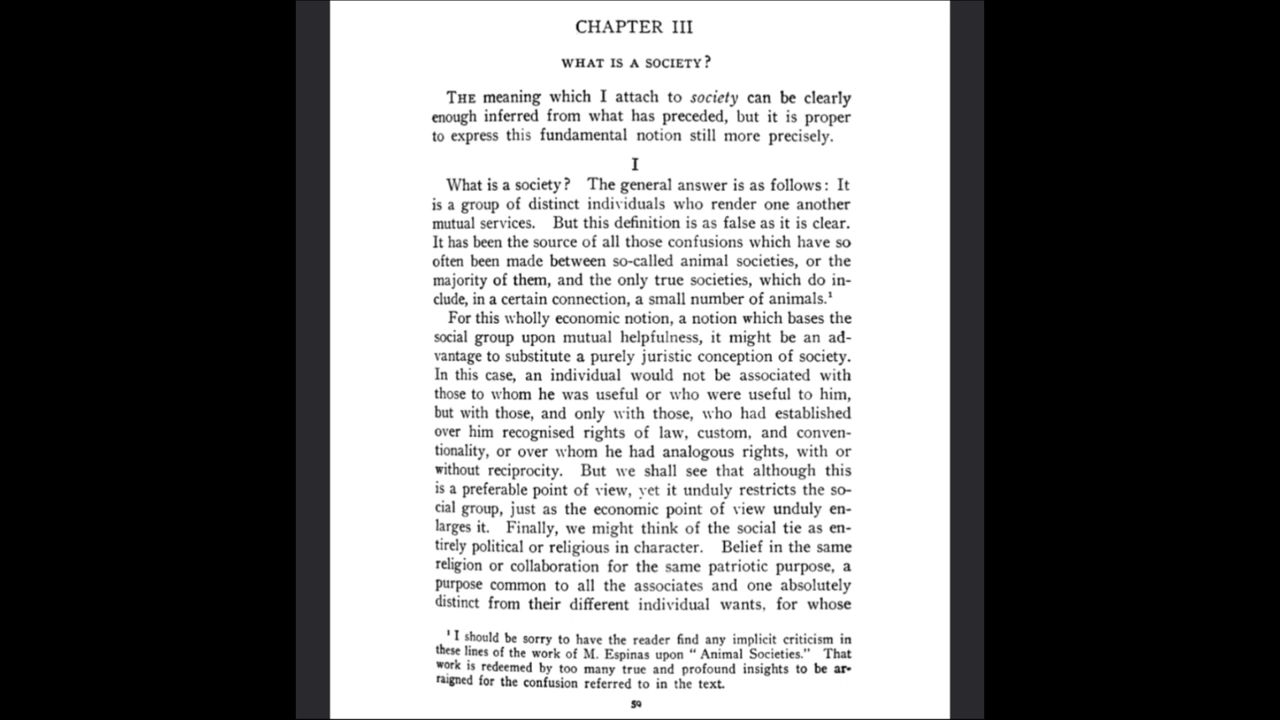 CHAPTER III
WHAT IS A SOCIETY?
THE meaning which I attach to society can be clearly
enough inferred from what has preceded, but it is proper
to express this fundamental notion still more precisely.
I
What is a society? The general answer is as follows: It
is a group of distinct individuals who render one another
mutual services. But this definition is as false as it is clear.
It has been the source of all those confusions which have so
often been made between so-called animal societies, or the
majority of them, and the only true societies, which do in-
clude, in a certain connection, a small number of animals.¹
For this wholly economic notion, a notion which bases the
social group upon mutual helpfulness, it might be an ad-
vantage to substitute a purely juristic conception of society.
In this case, an individual would not be associated with
those to whom he was useful or who were useful to him,
but with those, and only with those, who had established
over him recognised rights of law, custom, and conven-
tionality, or over whom he had analogous rights, with or
without reciprocity. But we shall see that although this
is a preferable point of view, yet it unduly restricts the so-
cial group, just as the economic point of view unduly en-
larges it. Finally, we might think of the social tie as en-
tirely political or religious in character. Belief in the same
religion or collaboration for the same patriotic purpose, a
purpose common to all the associates and one absolutely
distinct from their different individual wants, for whose
¹ I should be sorry to have the reader find any implicit criticism in
these lines of the work of M. Espinas upon " Animal Societies." That
work is redeemed by too many true and profound insights to be ar-
raigned for the confusion referred to in the text.
59